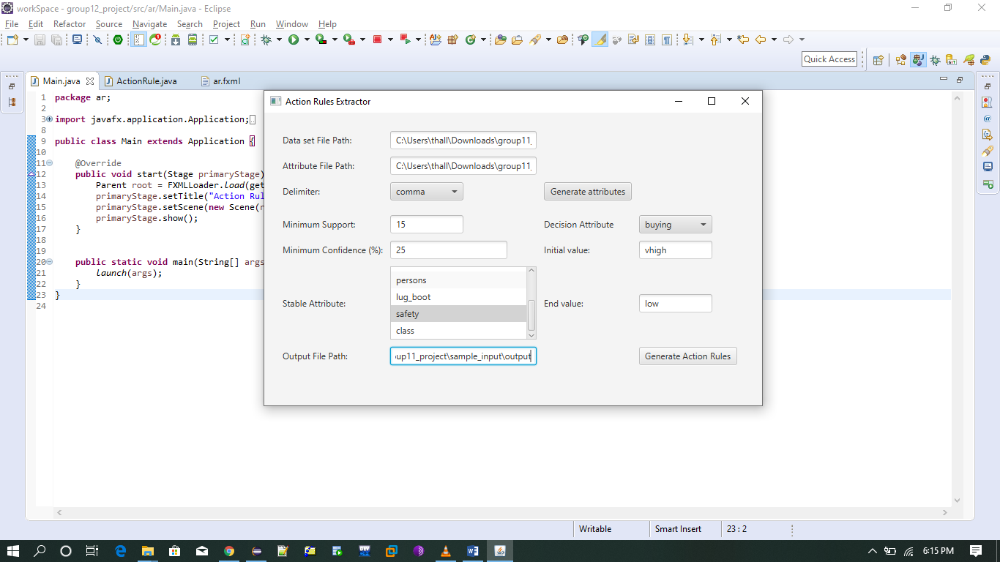 workSpace - group12_project/src/ar/Main.java - Eclipse
File Edit Refactor Source Navigate Search Project Run Window Help
Quick Access
Main.java ActionRule.java ar.fxml
1 package ar;
2
3 import javafx.application.Application;
8
9 public class Main extends Application {
10
11 @Override
12 public void start(Stage primaryStage)
13 Parent root = FXMLLoader.load(get
14 primaryStage.setTitle("Action Rul
15 primaryStage.setScene(new Scene(r
16 primaryStage.show();
17 }
18
19
20 public static void main(String[] args
21 launch(args);
22 }
23 }
24
Action Rules Extractor
Data set File Path: C:\Users\thall\Downloads\group11_
Attribute File Path: C:\Users\thall\Downloads\group11_
Delimiter: comma Generate attributes
Minimum Support: 15 Decision Attribute buying
Minimum Confidence (%): 25 Initial value: vhigh
persons
lug_boot
Stable Attribute: End value: low
safety
class
Output File Path: oup11_project\sample_input\output Generate Action Rules
Writable Smart Insert 23 : 2
6:15 PM